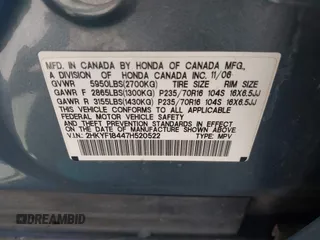 MFD. IN CANADA BY HONDA OF CANADA MFG.
A DIVISION OF HONDA CANADA INC. 11/06
GVWR 5950LBS(2700KG) TIRE SIZE RIM SIZE
GAWR F 2865LBS(1300KG) P235/70R16 104S 16X6.5JJ
GAWR R 3155LBS(1430KG) P235/70R16 104S 16X6.5JJ
THIS VEHICLE CONFORMS TO ALL APPLICABLE
FEDERAL MOTOR VEHICLE SAFETY AND THEFT
PREVENTION STANDARDS IN EFFECT ON THE DATE
OF MANUFACTURE SHOWN ABOVE.
V.I.N: 2HKYF18447H520522 TYPE: MPV
DREAMBID